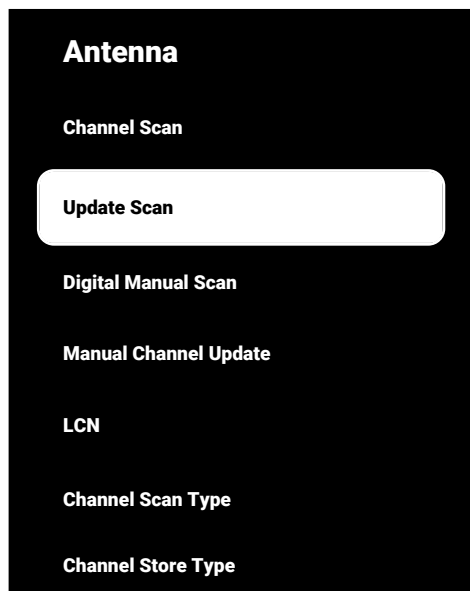 Antenna
Channel Scan
Update Scan
Digital Manual Scan
Manual Channel Update
LCN
Channel Scan Type
Channel Store Type